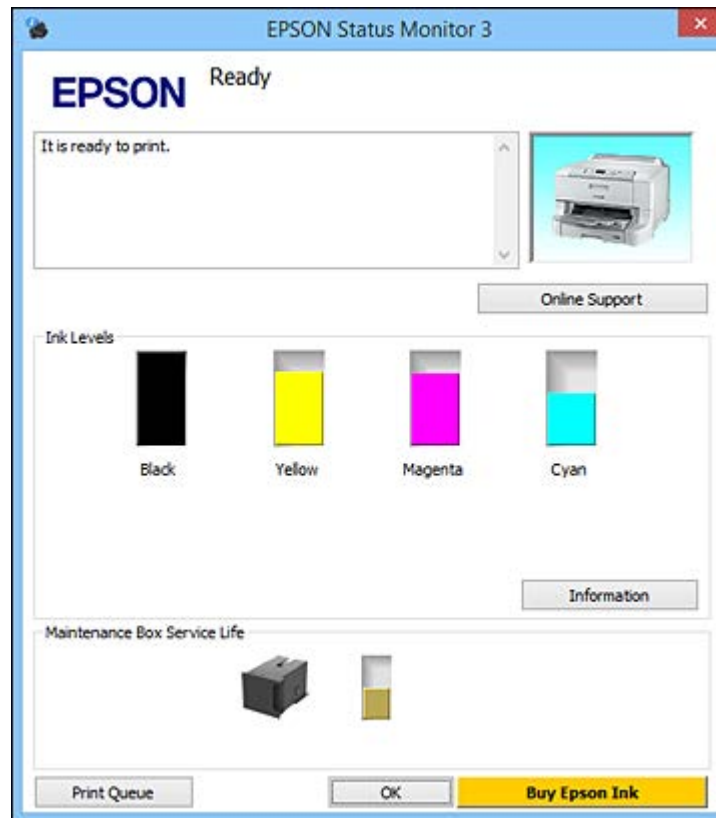 EPSON Status Monitor 3
EPSON
Ready
It is ready to print.
Online Support
Ink Levels
Black
Yellow
Magenta
Cyan
Information
Maintenance Box Service Life
Print Queue
OK
Buy Epson Ink